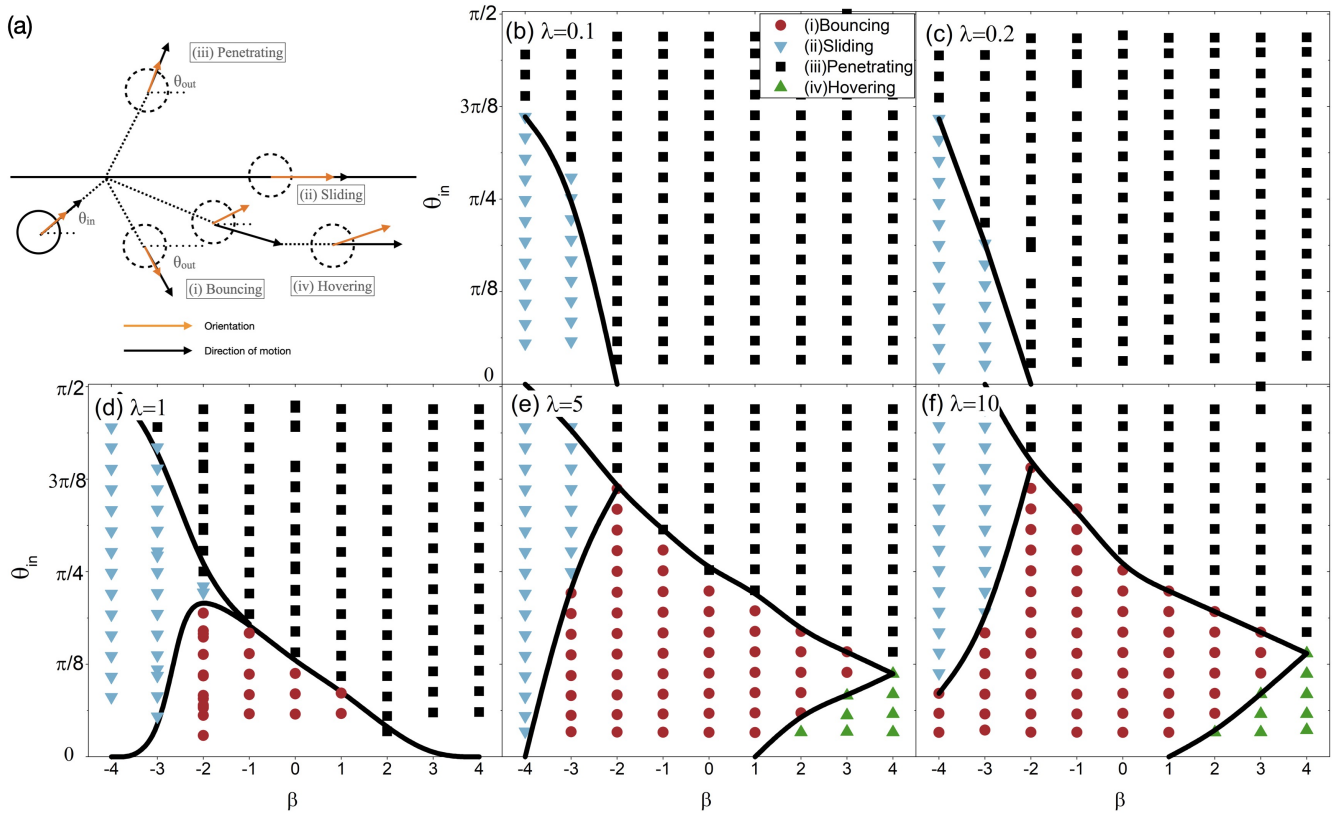 (a)
(iii) Penetrating
θout
(ii) Sliding
θin
θout
(i) Bouncing
(iv) Hovering
Orientation
Direction of motion
(b) λ=0.1
(i)Bouncing
(ii)Sliding
(iii)Penetrating
(iv)Hovering
(c) λ=0.2
π/2
3π/8
π/4
π/8
0
θin
(d) λ=1
(e) λ=5
(f) λ=10
π/2
3π/8
π/4
π/8
0
θin
-4 -3 -2 -1 0 1 2 3 4
-4 -3 -2 -1 0 1 2 3 4
-4 -3 -2 -1 0 1 2 3 4
β
β
β